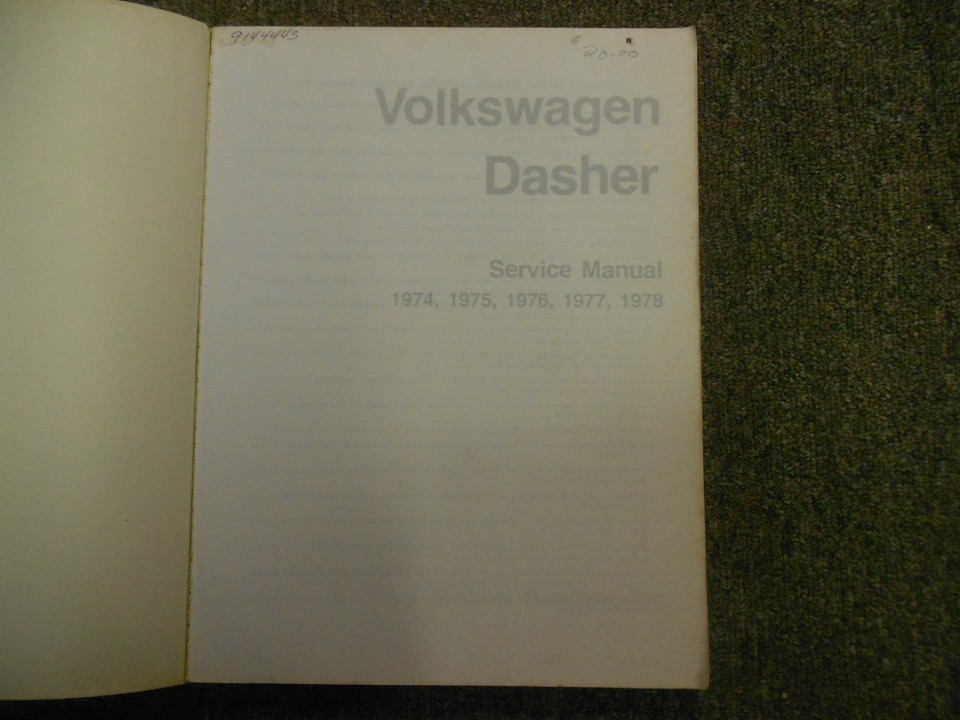 9144445
20.00
Volkswagen
Dasher
Service Manual
1974, 1975, 1976, 1977, 1978